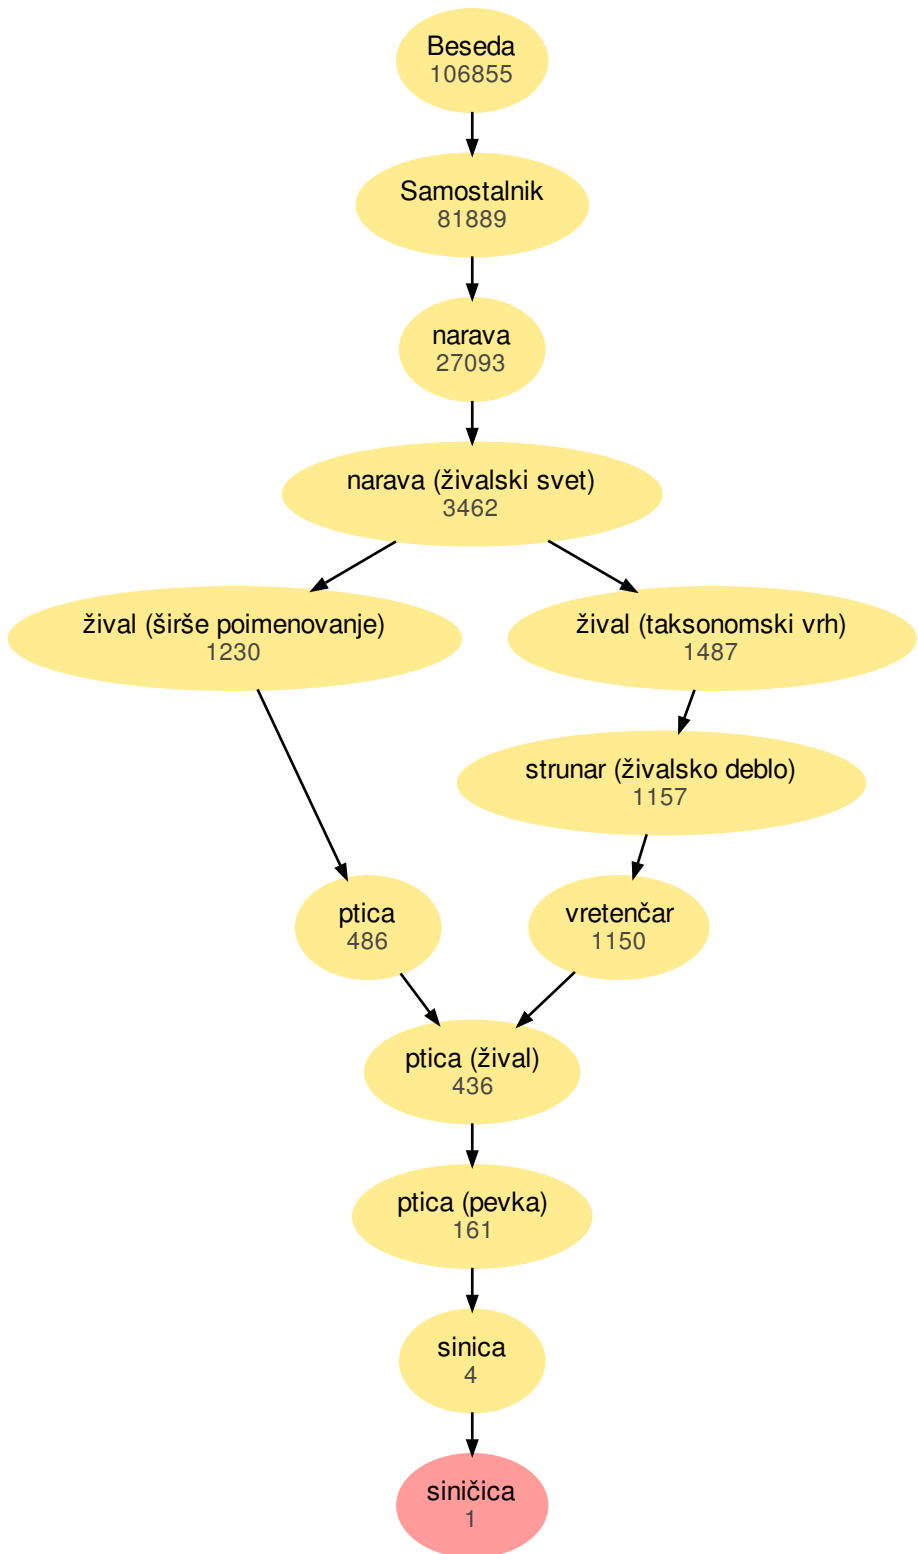 Beseda
106855
Samostalnik
81889
narava
27093
narava (živalski svet)
3462
žival (širše poimenovanje)
1230
žival (taksonomski vrh)
1487
strunar (živalsko deblo)
1157
ptica
486
vretenčar
1150
ptica (žival)
436
ptica (pevka)
161
sinica
4
siničica
1